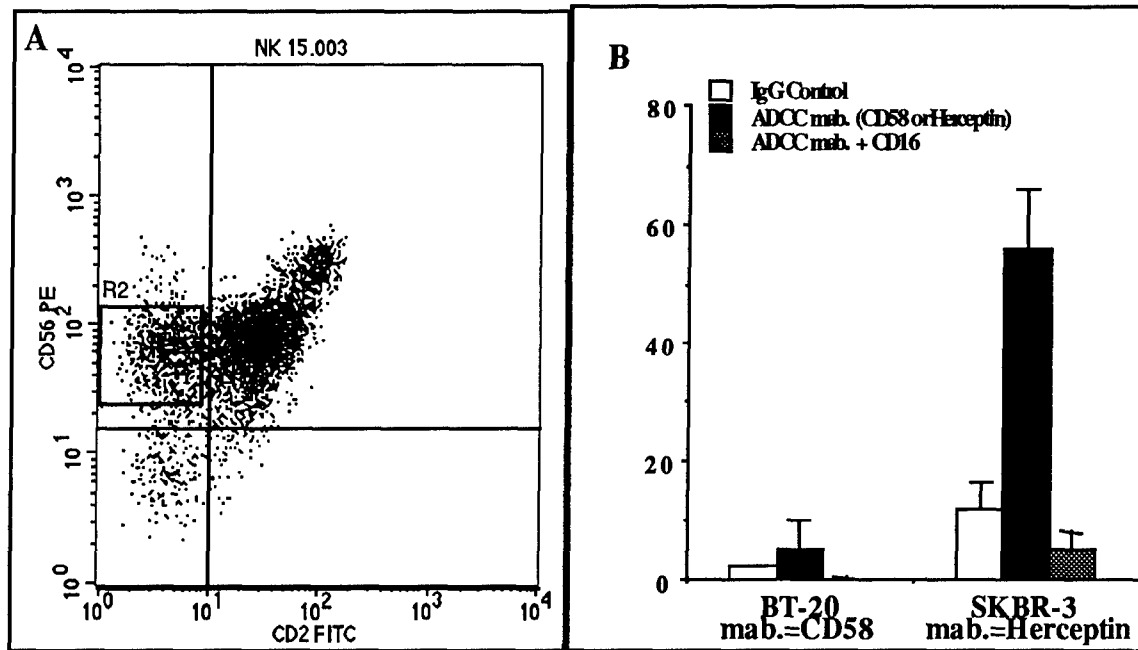 A
NK 15.003
10^4
10^3
10^2
10^1
10^0
CD56 PE
R2
10^0 10^1 10^2 10^3 10^4
CD2 FITC
B
IgG Control
ADCC mab. (CD58 or Herceptin)
ADCC mab. + CD16
80
60
40
20
0
BT-20 SKBR-3
mab.=CD58 mab.=Herceptin